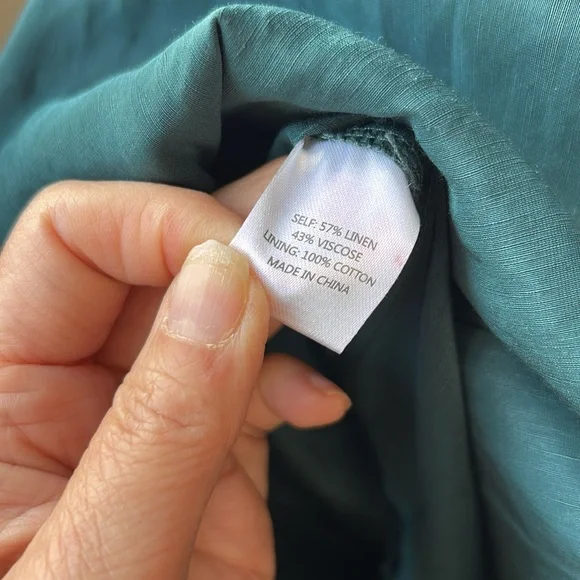 SELF: 57% LINEN
43% VISCOSE
LINING: 100% COTTON
MADE IN CHINA